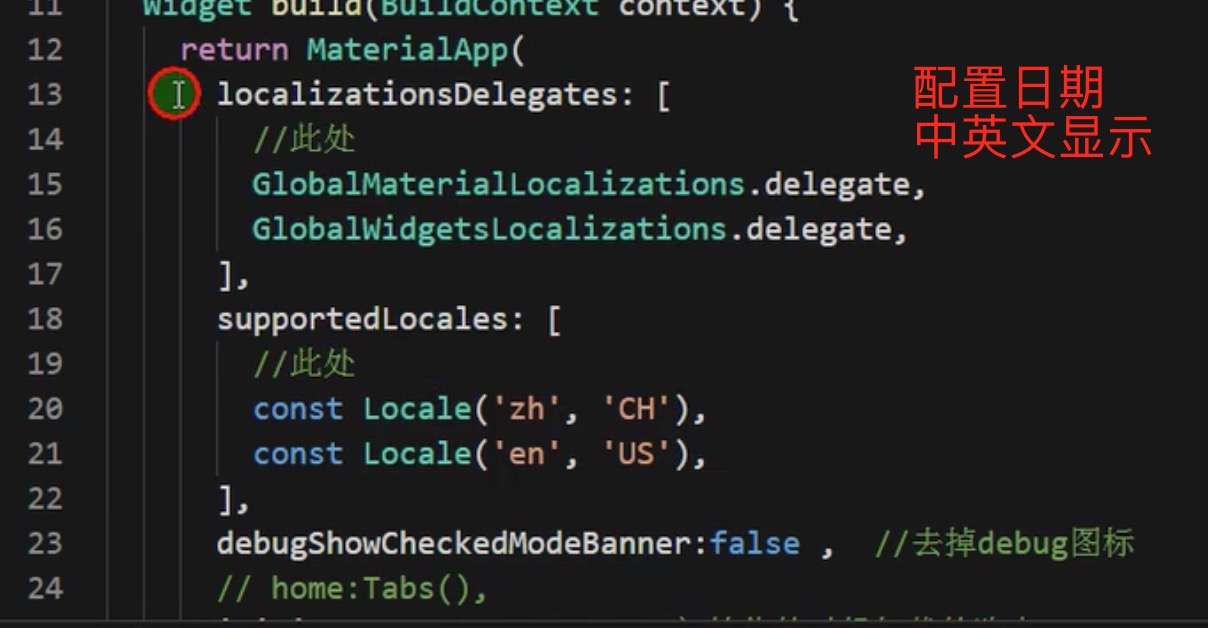 11 Widget build(BuildContext context) {
12 return MaterialApp(
13 localizationsDelegates: [
配置日期
中英文显示
14 //此处
15 GlobalMaterialLocalizations.delegate,
16 GlobalWidgetsLocalizations.delegate,
17 ],
18 supportedLocales: [
19 //此处
20 const Locale('zh', 'CH'),
21 const Locale('en', 'US'),
22 ],
23 debugShowCheckedModeBanner:false , //去掉debug图标
24 // home:Tabs(),